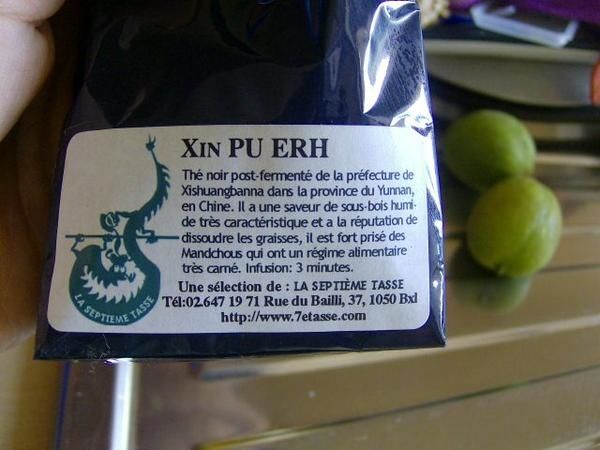 XIN PU ERH
Thé noir post-fermenté de la préfecture de
Xishuangbanna dans la province du Yunnan,
en Chine. Il a une saveur de sous-bois humi-
de très caractéristique et a la réputation de
dissoudre les graisses, il est fort prisé des
Mandchous qui ont un régime alimentaire
très carné. Infusion: 3 minutes.
Une sélection de : LA SEPTIÈME TASSE
Tél:02.647 19 71 Rue du Bailli, 37, 1050 Bxl
http://www.7etasse.com
LA SEPTIEME TASSE